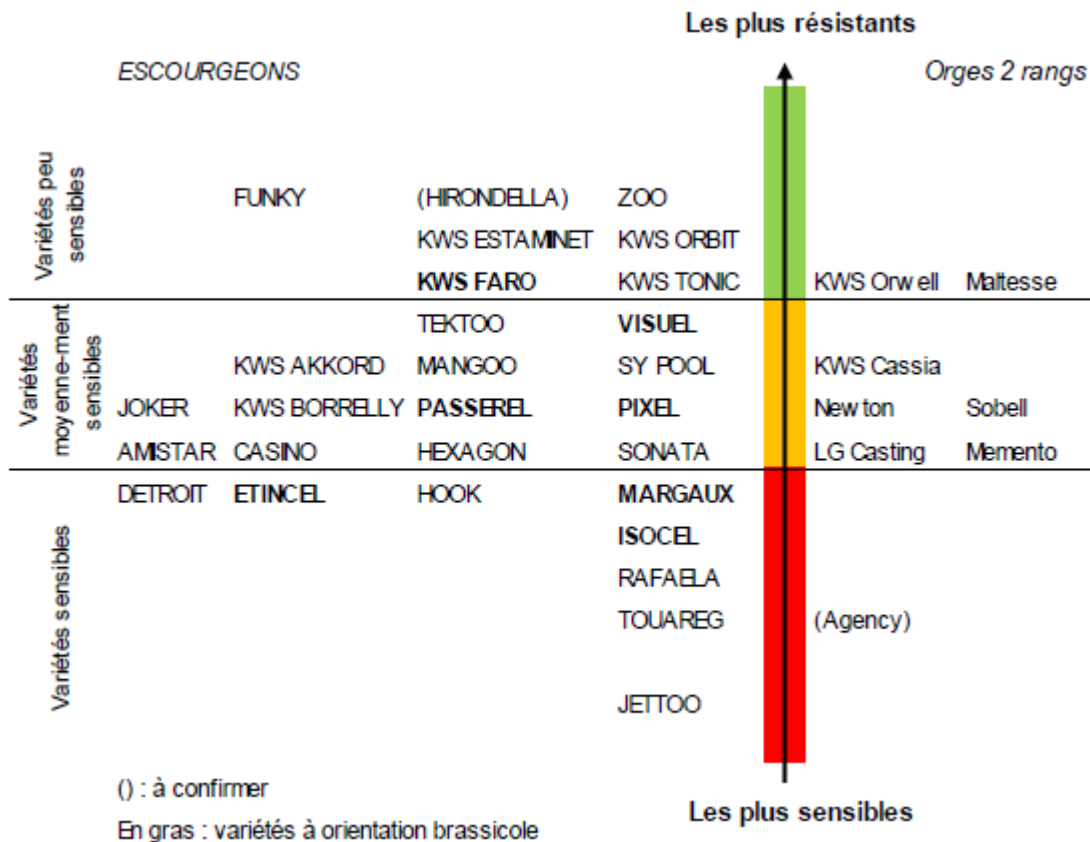 Les plus résistants
ESCOURGEONS Orges 2 rangs
Variétés peu
sensibles
FUNKY (HIRONDELLA) ZOO
KWS ESTAMINET KWS ORBIT
KWS FARO KWS TONIC KWS Orwell Maltesse
Variétés
moyenne-ment
sensibles
TEKTOO VISUEL
KWS AKKORD MANGOO SY POOL KWS Cassia
JOKER KWS BORRELLY PASSEREL PIXEL Newton Sobell
AMISTAR CASINO HEXAGON SONATA LG Casting Memento
Variétés sensibles
DETROIT ETINCEL HOOK MARGAUX
ISOCEL
RAFAELA
TOUAREG (Agency)
JETTOO
() : à confirmer
Les plus sensibles
En gras : variétés à orientation brassicole